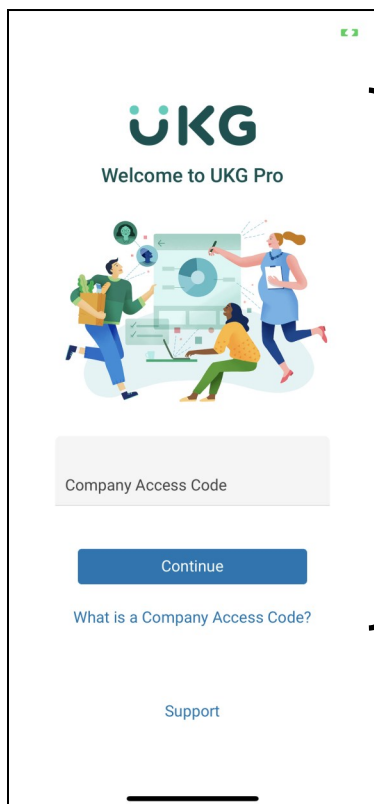 UKG
Welcome to UKG Pro
Company Access Code
Continue
What is a Company Access Code?
Support